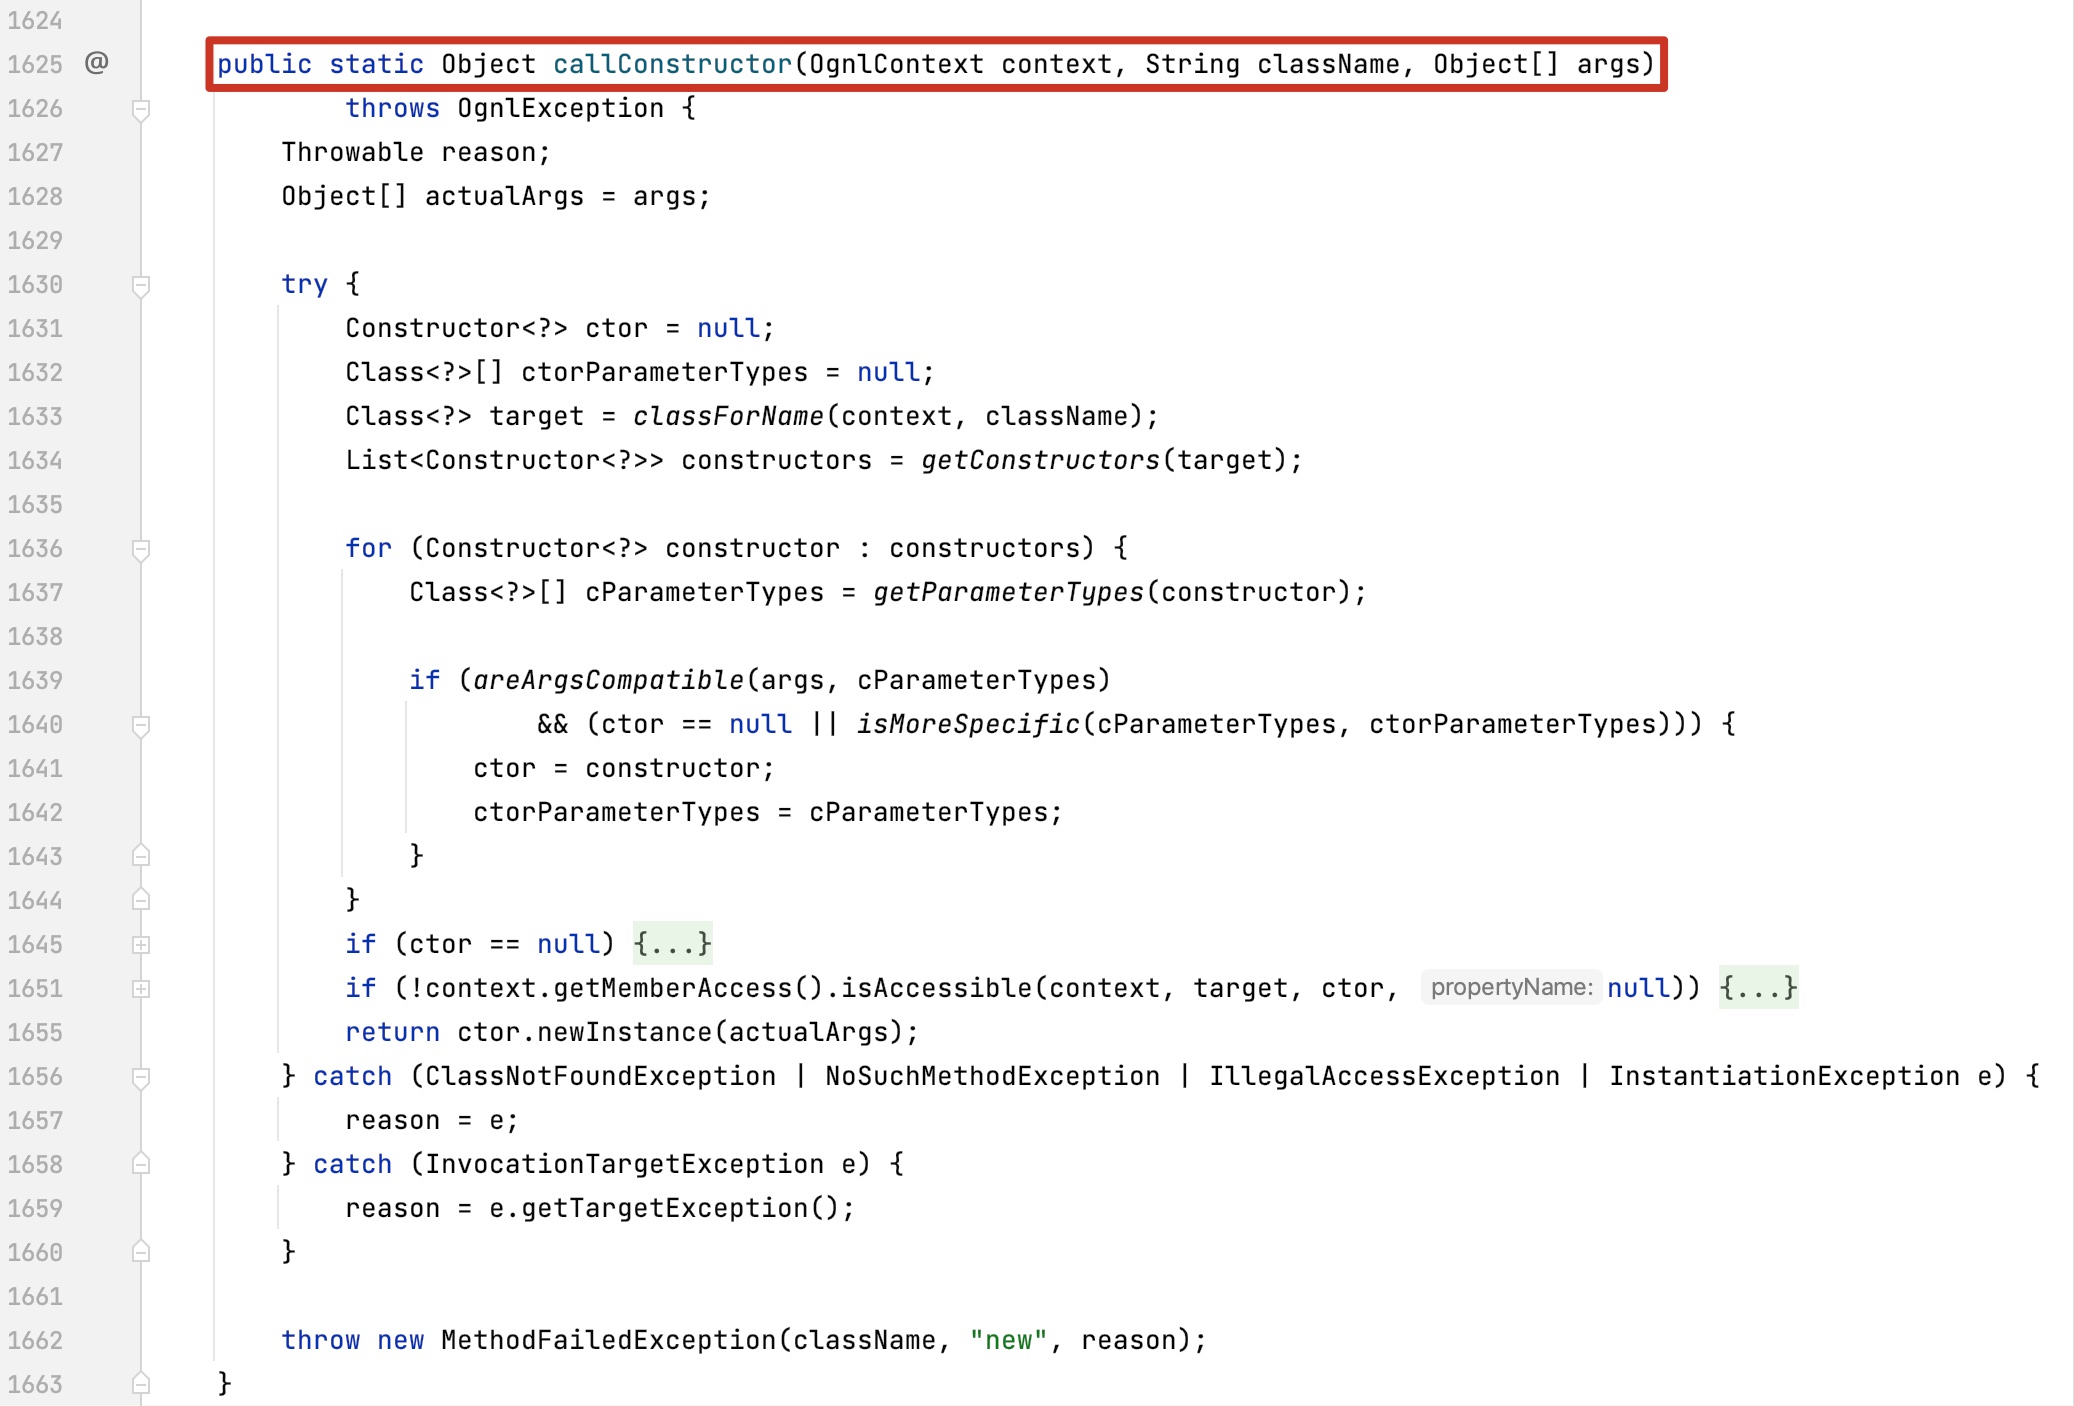 1624
1625 @ public static Object callConstructor(OgnlContext context, String className, Object[] args)
1626 throws OgnlException {
1627 Throwable reason;
1628 Object[] actualArgs = args;
1629
1630 try {
1631 Constructor<?> ctor = null;
1632 Class<?>[] ctorParameterTypes = null;
1633 Class<?> target = classForName(context, className);
1634 List<Constructor<?>> constructors = getConstructors(target);
1635
1636 for (Constructor<?> constructor : constructors) {
1637 Class<?>[] cParameterTypes = getParameterTypes(constructor);
1638
1639 if (areArgsCompatible(args, cParameterTypes)
1640 && (ctor == null || isMoreSpecific(cParameterTypes, ctorParameterTypes))) {
1641 ctor = constructor;
1642 ctorParameterTypes = cParameterTypes;
1643 }
1644 }
1645 if (ctor == null) {...}
1651 if (!context.getMemberAccess().isAccessible(context, target, ctor, propertyName: null)) {...}
1655 return ctor.newInstance(actualArgs);
1656 } catch (ClassNotFoundException | NoSuchMethodException | IllegalAccessException | InstantiationException e) {
1657 reason = e;
1658 } catch (InvocationTargetException e) {
1659 reason = e.getTargetException();
1660 }
1661
1662 throw new MethodFailedException(className, "new", reason);
1663 }